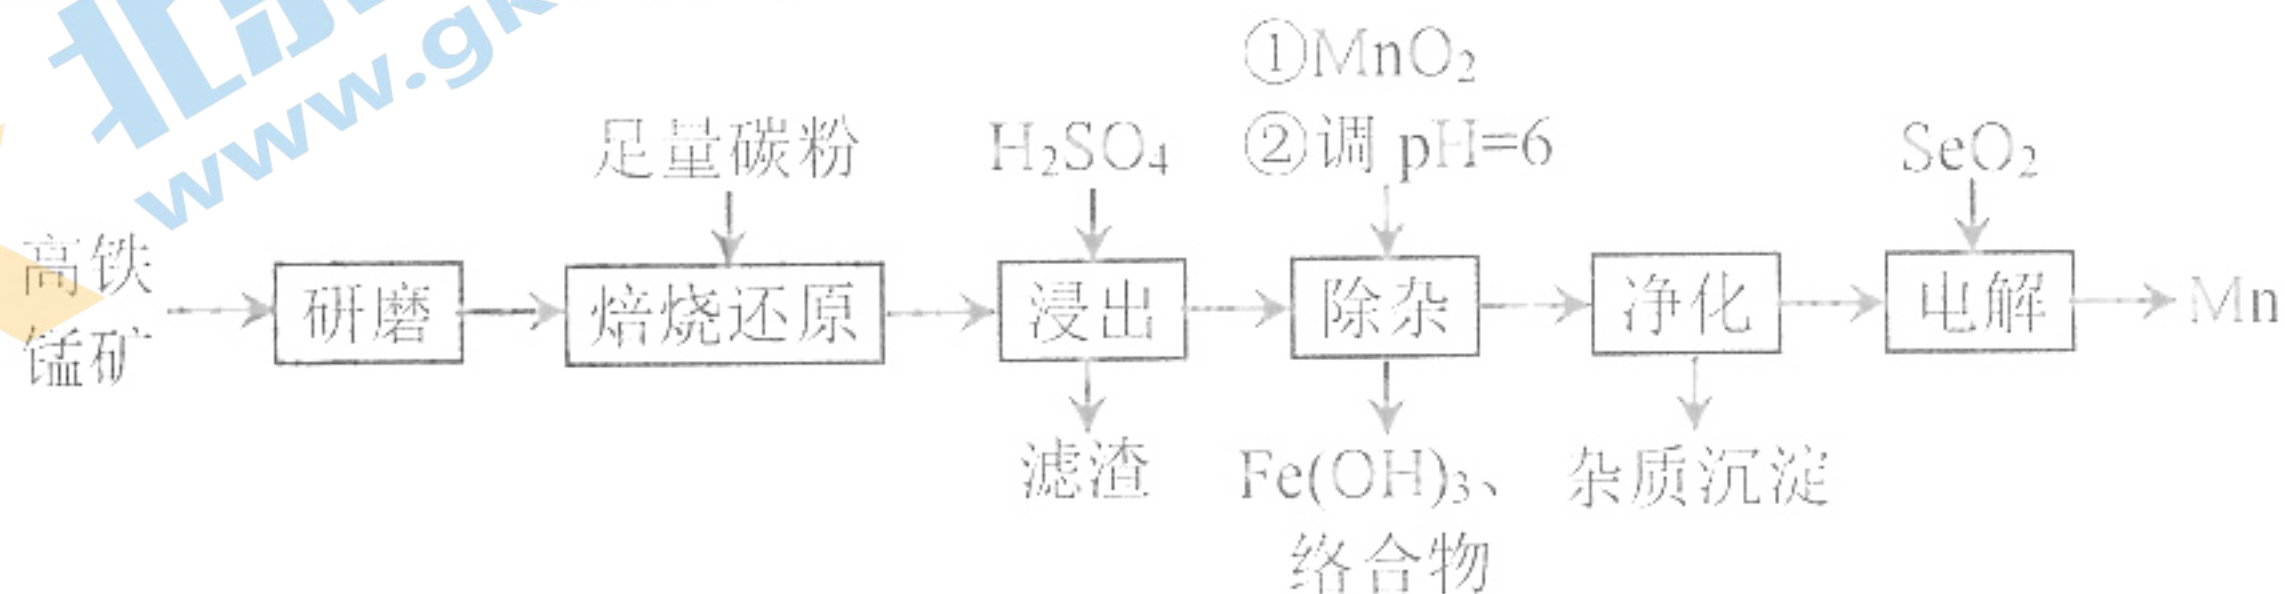 ①MnO₂
足量碳粉 H₂SO₄ ②调 pH=6 SeO₂
高铁
锰矿
研磨 焙烧还原 浸出 除杂 净化 电解 Mn
滤渣 Fe(OH)₃、 杂质沉淀
络合物
www.gk